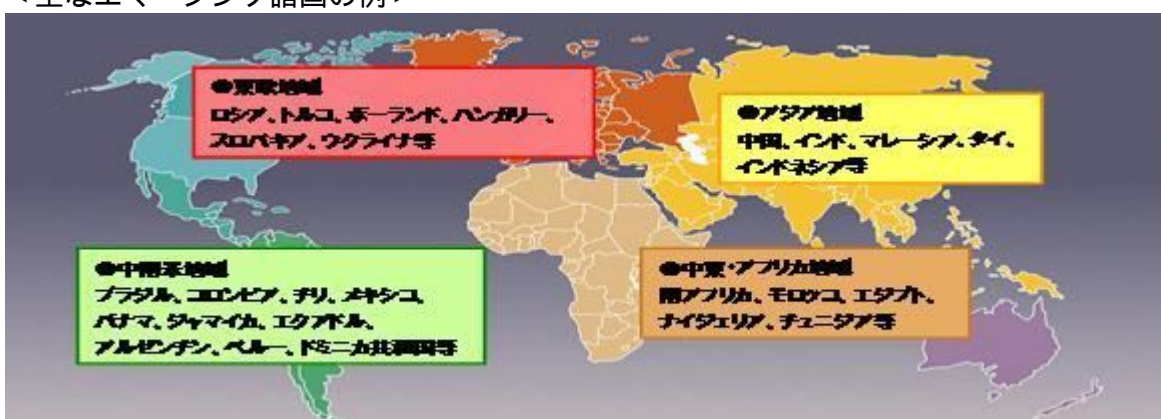 ＜主なエマージング諸国の例＞
●東欧地域
ロシア、トルコ、ポーランド、ハンガリー、
スロバキア、ウクライナ等
●アジア地域
中国、インド、マレーシア、タイ、
インドネシア等
●中南米地域
ブラジル、コロンビア、チリ、メキシコ、
パナマ、ジャマイカ、エクアドル、
アルゼンチン、ペルー、ドミニカ共和国等
●中東・アフリカ地域
南アフリカ、モロッコ、エジプト、
ナイジェリア、チュニジア等